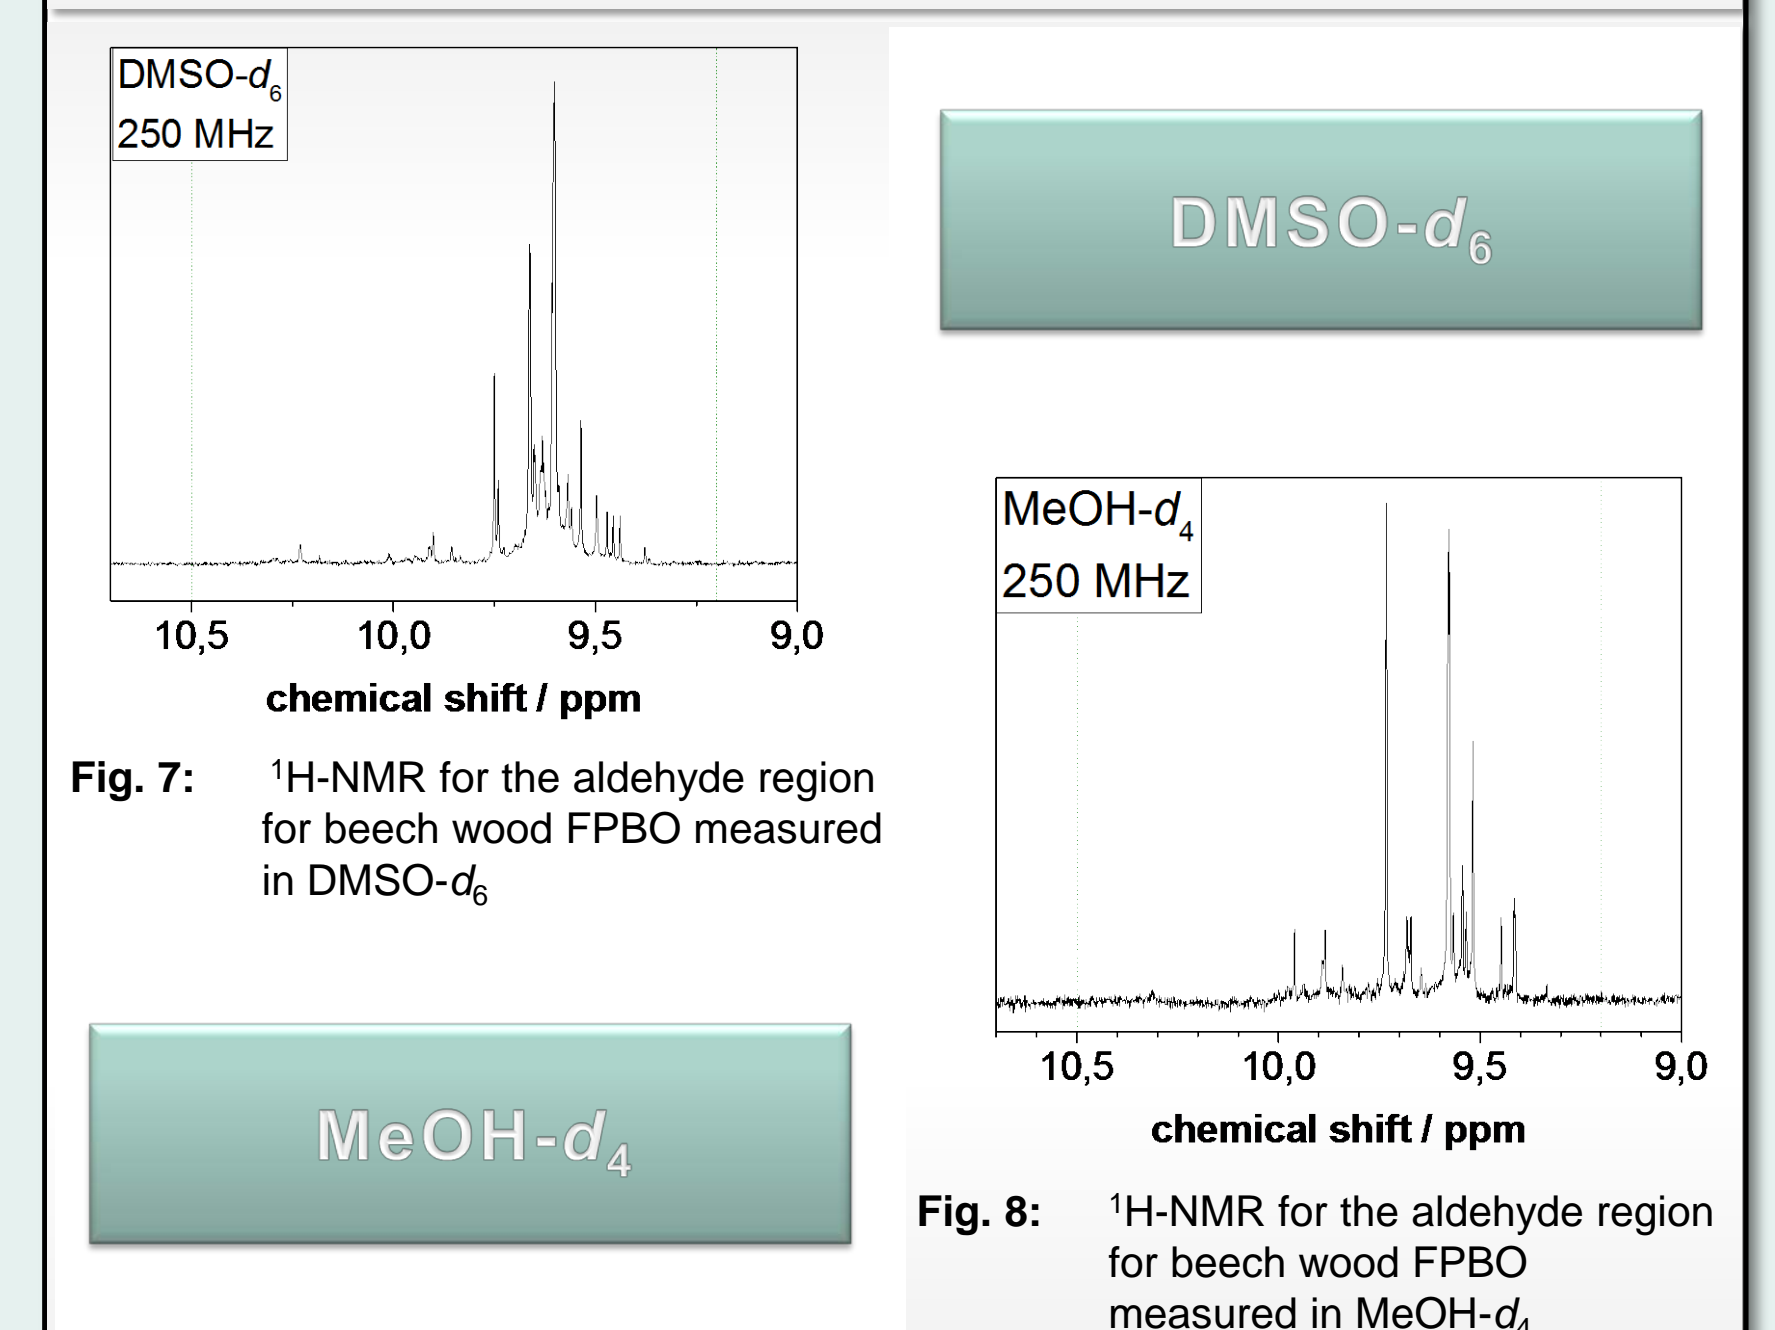 DMSO-d6
250 MHz
10,5 10,0 9,5 9,0
chemical shift / ppm
Fig. 7: 1H-NMR for the aldehyde region
for beech wood FPBO measured
in DMSO-d6
MeOH-d4
DMSO-d6
MeOH-d4
250 MHz
10,5 10,0 9,5 9,0
chemical shift / ppm
Fig. 8: 1H-NMR for the aldehyde region
for beech wood FPBO
measured in MeOH-d4